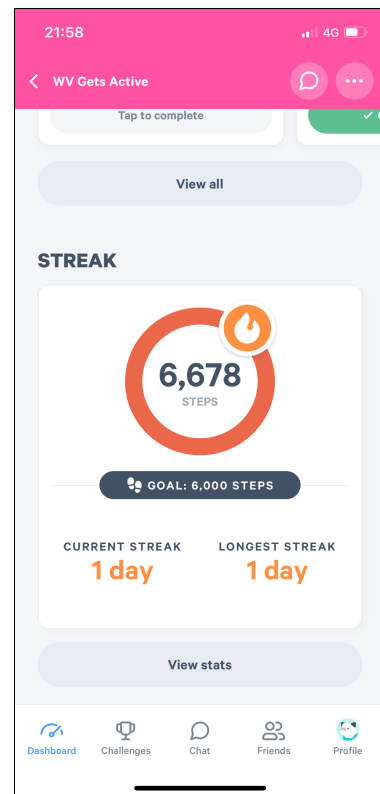 21:58
4G
WV Gets Active
Tap to complete
View all
STREAK
6,678
STEPS
GOAL: 6,000 STEPS
CURRENT STREAK
1 day
LONGEST STREAK
1 day
View stats
Dashboard
Challenges
Chat
Friends
Profile